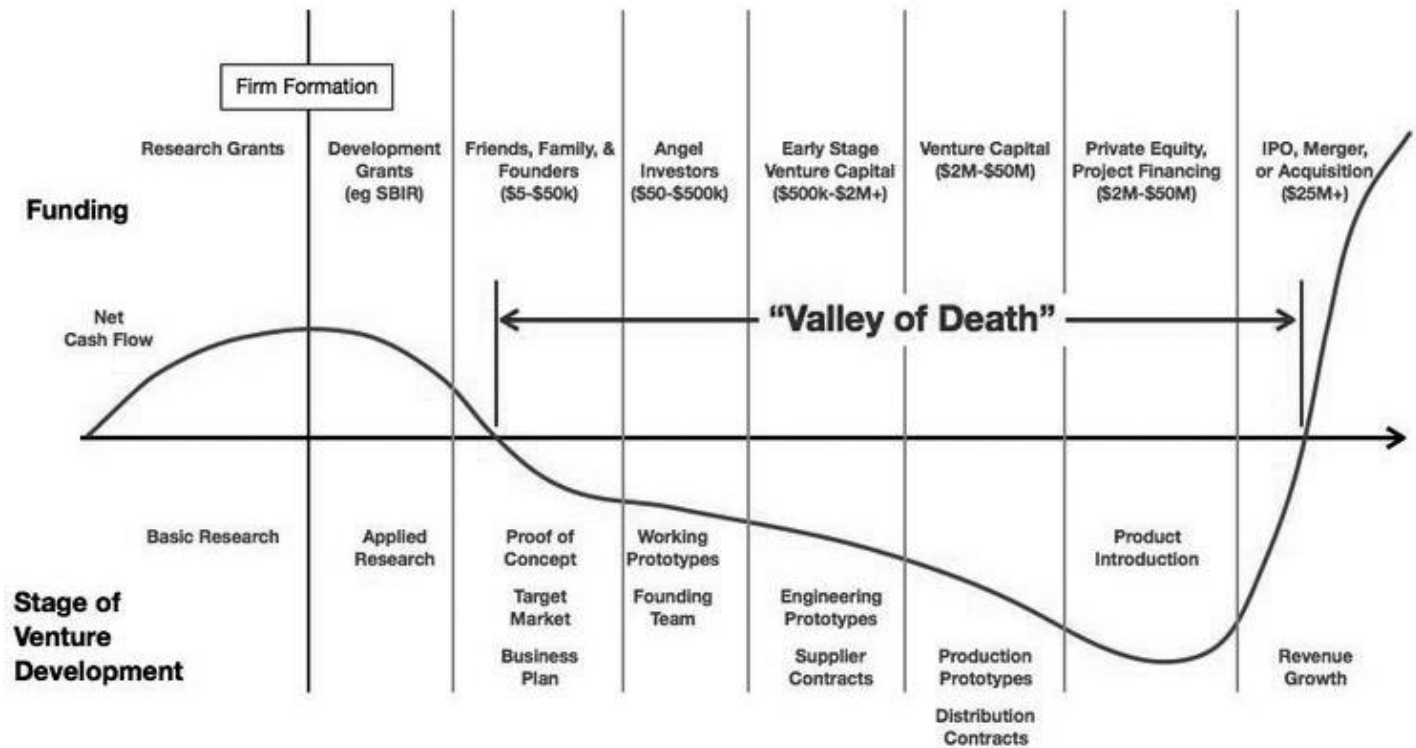 Firm Formation
Research Grants
Development
Grants
(eg SBIR)
Friends, Family, &
Founders
($5-$50k)
Angel
Investors
($50-$500k)
Early Stage
Venture Capital
($500k-$2M+)
Venture Capital
($2M-$50M)
Private Equity,
Project Financing
($2M-$50M)
IPO, Merger,
or Acquisition
($25M+)
Funding
Net
Cash Flow
“Valley of Death”
Basic Research
Applied
Research
Proof of
Concept
Target
Market
Business
Plan
Working
Prototypes
Founding
Team
Engineering
Prototypes
Supplier
Contracts
Production
Prototypes
Distribution
Contracts
Product
Introduction
Revenue
Growth
Stage of
Venture
Development